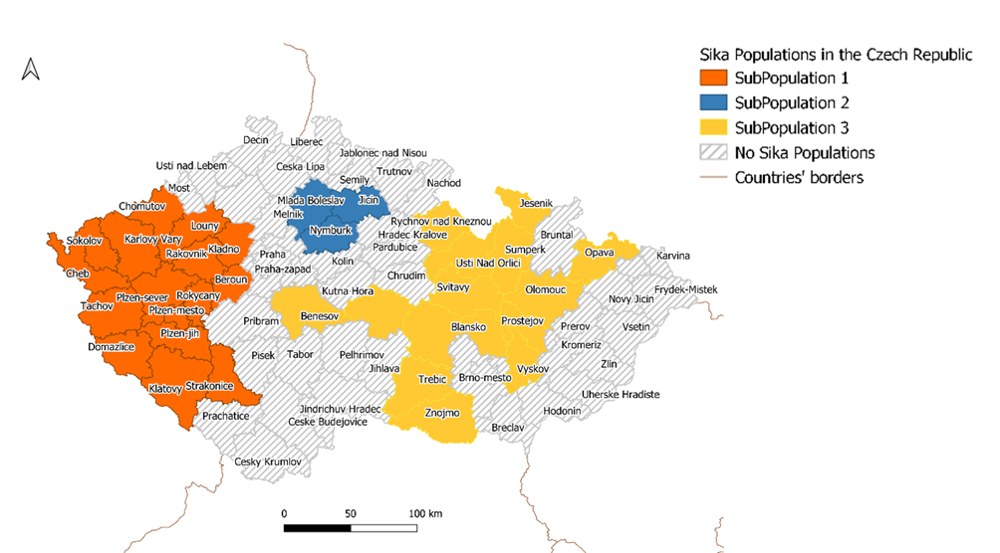 Sika Populations in the Czech Republic
SubPopulation 1
SubPopulation 2
SubPopulation 3
No Sika Populations
Countries' borders
Decin
Liberec
Jablonec nad Nisou
Usti nad Lebem
Ceska Lipa
Trutnov
Semily
Nachod
Most
Mlada Boleslav
Jicin
Chomutov
Melnik
Jesenik
Louny
Nymburk
Rychnov nad Kneznou
Sokolov
Karlovy Vary
Hradec Kralove
Bruntal
Rakovnik
Kladno
Praha
Pardubice
Sumperk
Opava
Karvina
Cheb
Praha-zapad
Kolin
Usti Nad Orlici
Beroun
Chrudim
Svitavy
Olomouc
Frydek-Mistek
Tachov
Plzen-sever
Rokycany
Kutna Hora
Novy Jicin
Plzen-mesto
Pribram
Benesov
Blansko
Prostejov
Prerov
Vsetin
Plzen-jih
Domazlice
Pisek
Tabor
Pelhrimov
Kromeriz
Jihlava
Vyskov
Zlin
Klatovy
Strakonice
Trebic
Brno-mesto
Uherske Hradiste
Prachatice
Jindrichuv Hradec
Znojmo
Hodonin
Ceske Budejovice
Breclav
Cesky Krumlov
0 50 100 km